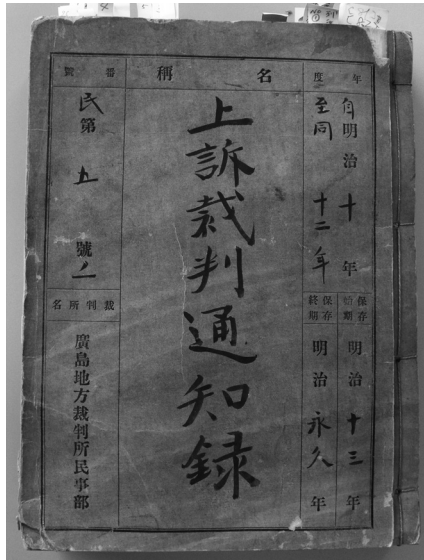 年度
自明治十年
至同十二年
保存始期
明治十三年
保存終期
明治永久年
名稱
上訴裁判通知録
番號
民第五號
裁判所名
廣島地方裁判所民事部